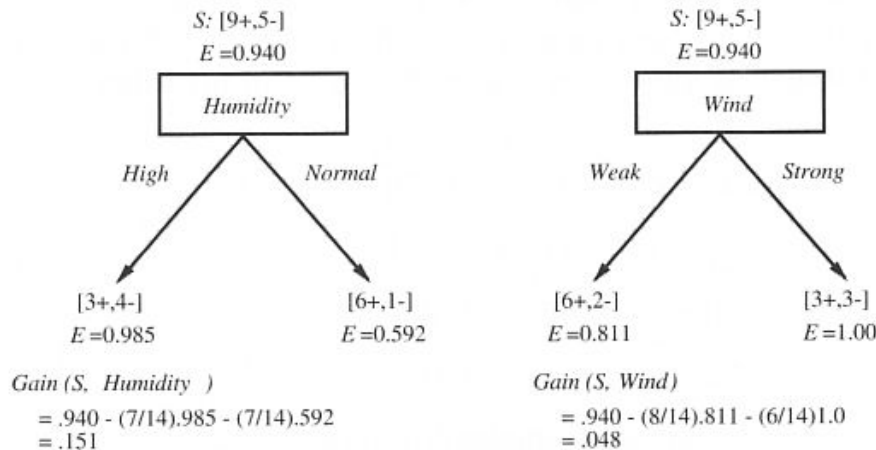 S: [9+,5-]
E =0.940
Humidity
High
Normal
[3+,4-]
E =0.985
[6+,1-]
E =0.592
Gain (S, Humidity )
= .940 - (7/14).985 - (7/14).592
= .151
S: [9+,5-]
E =0.940
Wind
Weak
Strong
[6+,2-]
E =0.811
[3+,3-]
E =1.00
Gain (S, Wind)
= .940 - (8/14).811 - (6/14)1.0
= .048